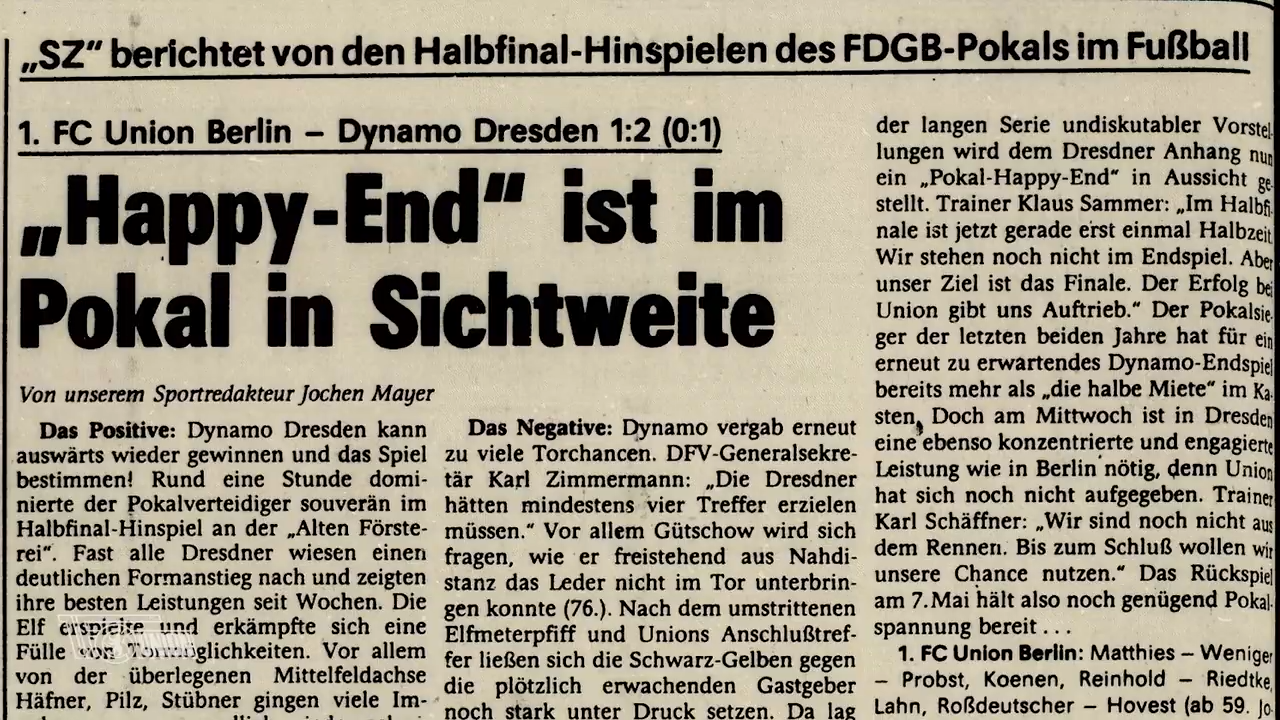 „SZ“ berichtet von den Halbfinal-Hinspielen des FDGB-Pokals im Fußball
1. FC Union Berlin – Dynamo Dresden 1:2 (0:1)
„Happy-End“ ist im
Pokal in Sichtweite
Von unserem Sportredakteur Jochen Mayer
Das Positive: Dynamo Dresden kann
auswärts wieder gewinnen und das Spiel
bestimmen! Rund eine Stunde domi-
nierte der Pokalverteidiger souverän im
Halbfinal-Hinspiel an der „Alten Förste-
rei“. Fast alle Dresdner wiesen einen
deutlichen Formanstieg nach und zeigten
ihre besten Leistungen seit Wochen. Die
Elf erspielte und erkämpfte sich eine
Fülle von Tormöglichkeiten. Vor allem
von der überlegenen Mittelfeldachse
Häfner, Pilz, Stübner gingen viele Im-
Das Negative: Dynamo vergab erneut
zu viele Torchancen. DFV-Generalsekre-
tär Karl Zimmermann: „Die Dresdner
hätten mindestens vier Treffer erzielen
müssen.“ Vor allem Gütschow wird sich
fragen, wie er freistehend aus Nahdi-
stanz das Leder nicht im Tor unterbrin-
gen konnte (76.). Nach dem umstrittenen
Elfmeterpfiff und Unions Anschlußtref-
fer ließen sich die Schwarz-Gelben gegen
die plötzlich erwachenden Gastgeber
noch stark unter Druck setzen. Da lag
der langen Serie undiskutabler Vorstel-
lungen wird dem Dresdner Anhang nun
ein „Pokal-Happy-End“ in Aussicht ge-
stellt. Trainer Klaus Sammer: „Im Halbfi-
nale ist jetzt gerade erst einmal Halbzeit.
Wir stehen noch nicht im Endspiel. Aber
unser Ziel ist das Finale. Der Erfolg bei
Union gibt uns Auftrieb.“ Der Pokalsie-
ger der letzten beiden Jahre hat für ein
erneut zu erwartendes Dynamo-Endspiel
bereits mehr als „die halbe Miete“ im Ka-
sten. Doch am Mittwoch ist in Dresden
eine ebenso konzentrierte und engagierte
Leistung wie in Berlin nötig, denn Union
hat sich noch nicht aufgegeben. Trainer
Karl Schäffner: „Wir sind noch nicht aus
dem Rennen. Bis zum Schluß wollen wir
unsere Chance nutzen.“ Das Rückspiel
am 7. Mai hält also noch genügend Pokal-
spannung bereit . . .
1. FC Union Berlin: Matthies – Weniger
– Probst, Koenen, Reinhold – Riedtke,
Lahn, Roßdeutscher – Hovest (ab 59. Jo-